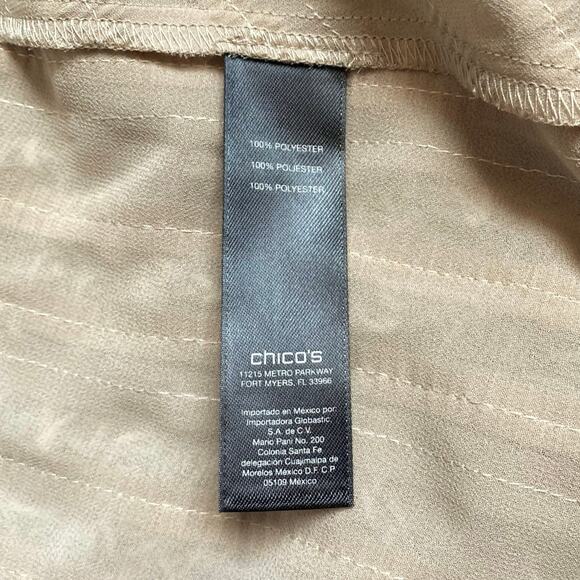 100% POLYESTER
100% POLIESTER
100% POLYESTER
chico's
11215 METRO PARKWAY
FORT MYERS, FL 33966
Importado en México por:
Importadora Globastic,
S.A. de C.V.
Mario Pani No. 200
Colonia Santa Fe
delegación Cuajimalpa de
Morelos México D.F. C.P
05109 México